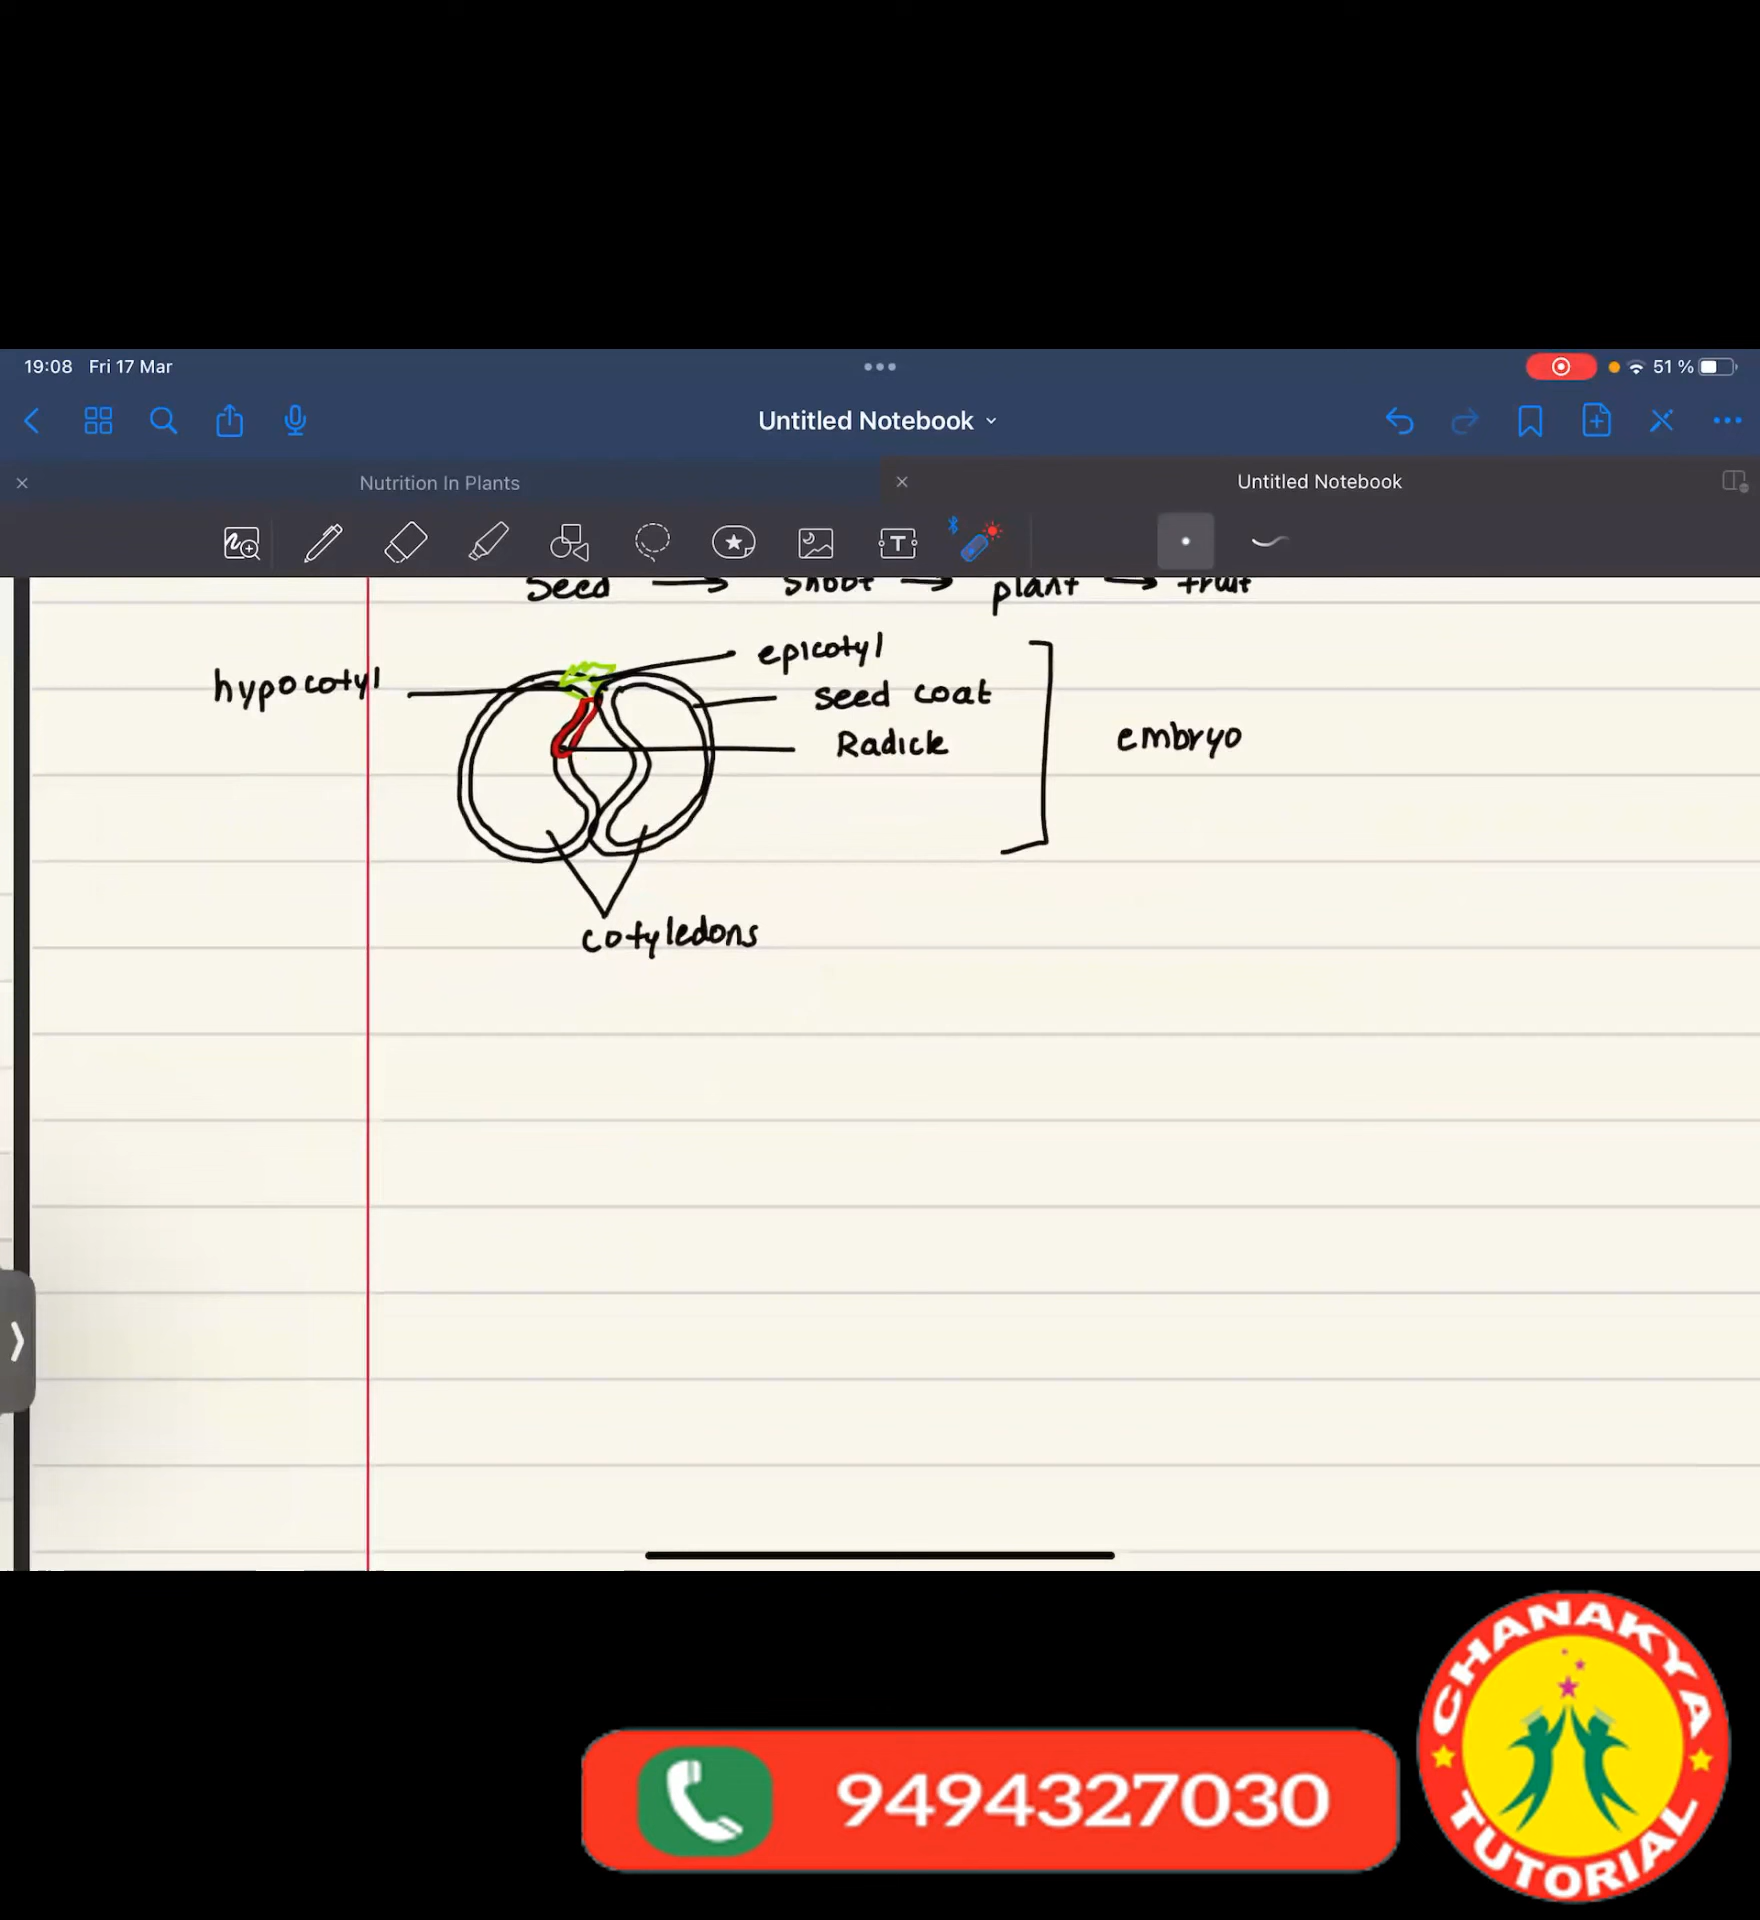 19:08 Fri 17 Mar
51 %
Untitled Notebook
Nutrition In Plants
Untitled Notebook
T
Seed → Shoot → plant → fruit
hypocotyl
epicotyl
seed coat
Radicle
embryo
cotyledons
9494327030
CHANAKYA
TUTORIAL